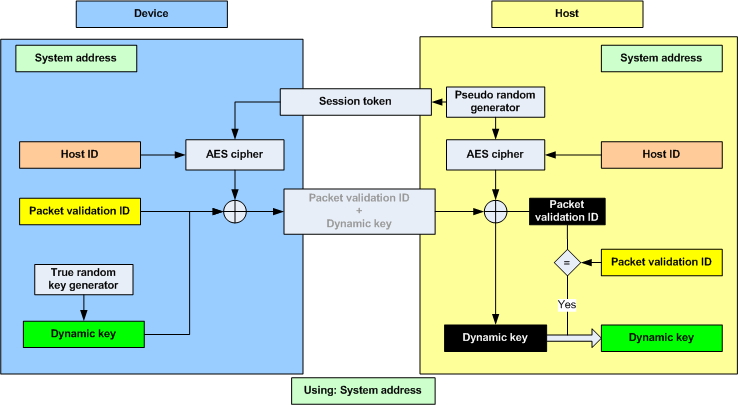 Device
Host
System address
System address
Session token
Pseudo random
generator
Host ID
AES cipher
AES cipher
Host ID
Packet validation ID
Packet validation ID
+
Dynamic key
Packet
validation ID
=
Packet validation ID
True random
key generator
Yes
Dynamic key
Dynamic key
Dynamic key
Using: System address